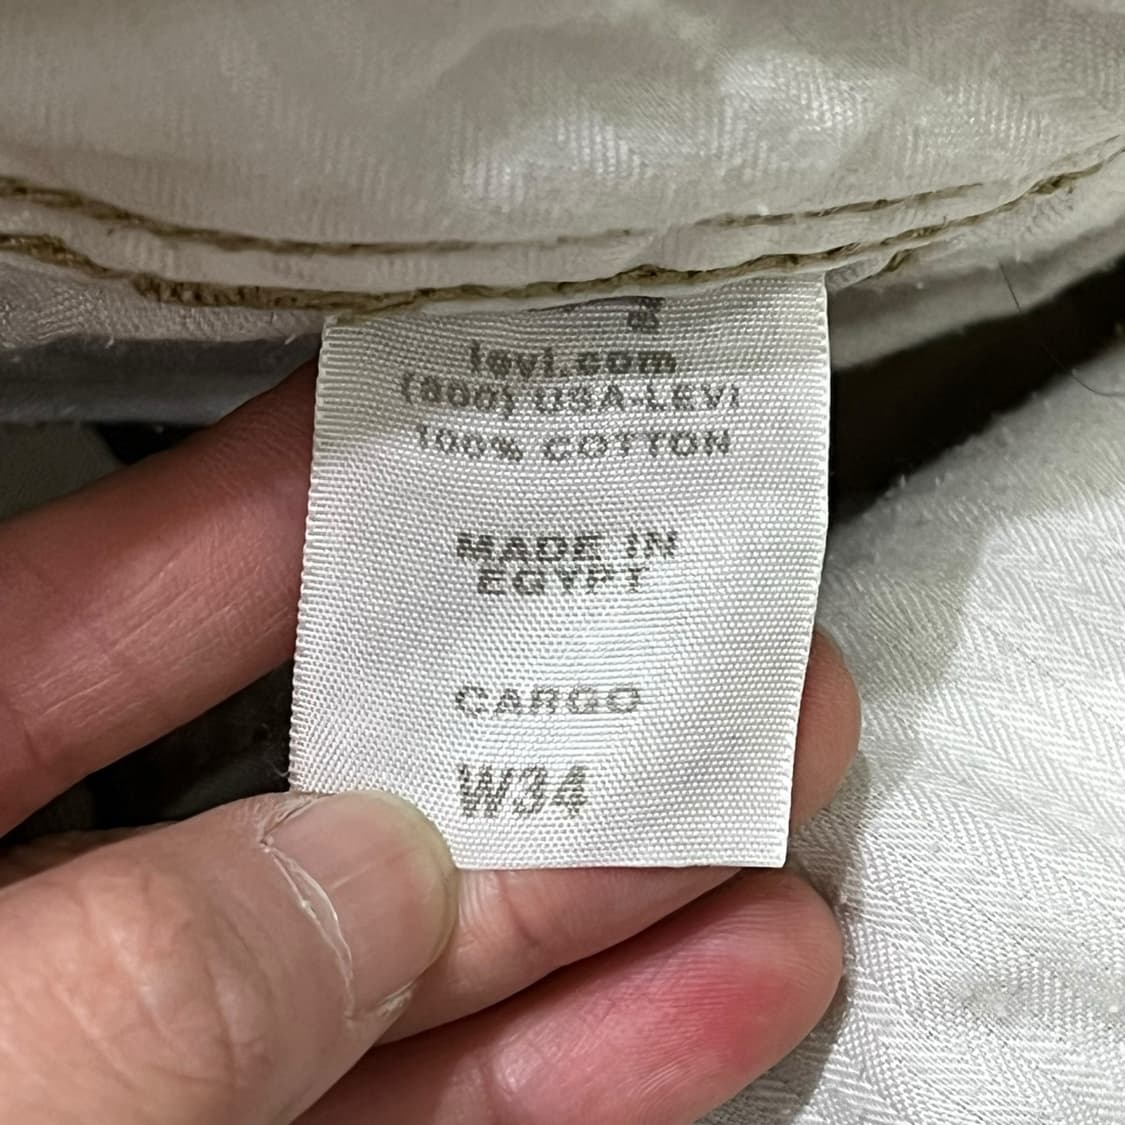 levi.com
(800) USA-LEVI
100% COTTON
MADE IN
EGYPT
CARGO
W34